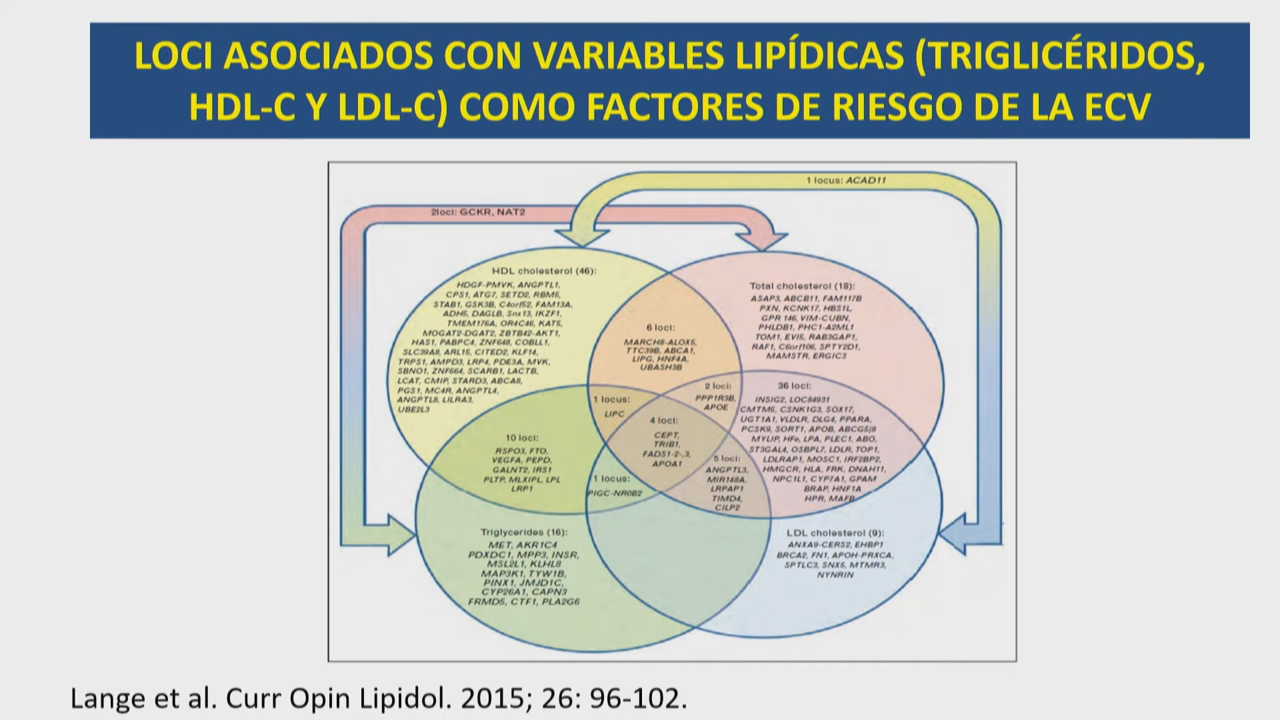 LOCI ASOCIADOS CON VARIABLES LIPÍDICAS (TRIGLICÉRIDOS,
HDL-C Y LDL-C) COMO FACTORES DE RIESGO DE LA ECV
1 locus: ACAD11
2loci: GCKR, NAT2
HDL cholesterol (46):
HDGF-PMVK, ANGPTL1,
CPS1, ATG7, SETD2, RBM5,
STAB1, GSK3B, C4orf52, FAM13A,
ADH5, DAGLB, Snx13, IKZF1,
TMEM176A, OR4C46, KAT5,
MOGAT2-DGAT2, ZBTB42-AKT1,
HAS1, PABPC4, ZNF648, COBLL1,
SLC39A8, ARL15, CITED2, KLF14,
TRPS1, AMPD3, LRP4, PDE3A, MVK,
SBNO1, ZNF664, SCARB1, LACTB,
LCAT, CMIP, STARD3, ABCA8,
PGS1, MC4R, ANGPTL4,
ANGPTL8, LILRA3,
UBE2L3
Total cholesterol (18):
ASAP3, ABCB11, FAM117B
PXN, KCNK17, HBS1L,
GPR 146, VIM-CUBN,
PHLDB1, PHC1-A2ML1
TOM1, EVI5, RAB3GAP1,
RAF1, C6orf106, SPTY2D1,
MAMSTR, ERGIC3
6 loci:
MARCH8-ALOX5,
TTC39B, ABCA1,
LIPG, HNF4A,
UBASH3B
2 loci:
PPP1R3B,
APOE
36 loci:
INSIG2, LOC84931
CMTM6, CSNK1G3, SOX17,
UGT1A1, VLDLR, DLG4, PPARA,
PCSK9, SORT1, APOB, ABCG5|8
MYLIP, HFe, LPA, PLEC1, ABO,
ST3GAL4, OSBPL7, LDLR, TOP1,
LDLRAP1, MOSC1, IRF2BP2,
HMGCR, HLA, FRK, DNAH11,
NPC1L1, CYP7A1, GPAM
BRAP, HNF1A
HPR, MAFB
1 locus:
LIPC
4 loci:
CEPT,
TRIB1,
FADS1-2-,3,
APOA1
10 loci:
RSPO3, FTO,
VEGFA, PEPD,
GALNT2, IRS1
PLTP, MLXIPL, LPL
LRP1
5 loci:
ANGPTL3,
MIR148A,
LRPAP1
TIMD4,
CILP2
1 locus:
PIGC-NR0B2
Triglycerides (16):
MET, AKR1C4
PDXDC1, MPP3, INSR,
MSL2L1, KLHL8
MAP3K1, TYW1B,
PINX1, JMJD1C,
CYP26A1, CAPN3
FRMD5, CTF1, PLA2G6
LDL cholesterol (9):
ANXA9-CERS2, EHBP1
BRCA2, FN1, APOH-PRXCA,
SPTLC3, SNX5, MTMR3,
NYNRIN
Lange et al. Curr Opin Lipidol. 2015; 26: 96-102.